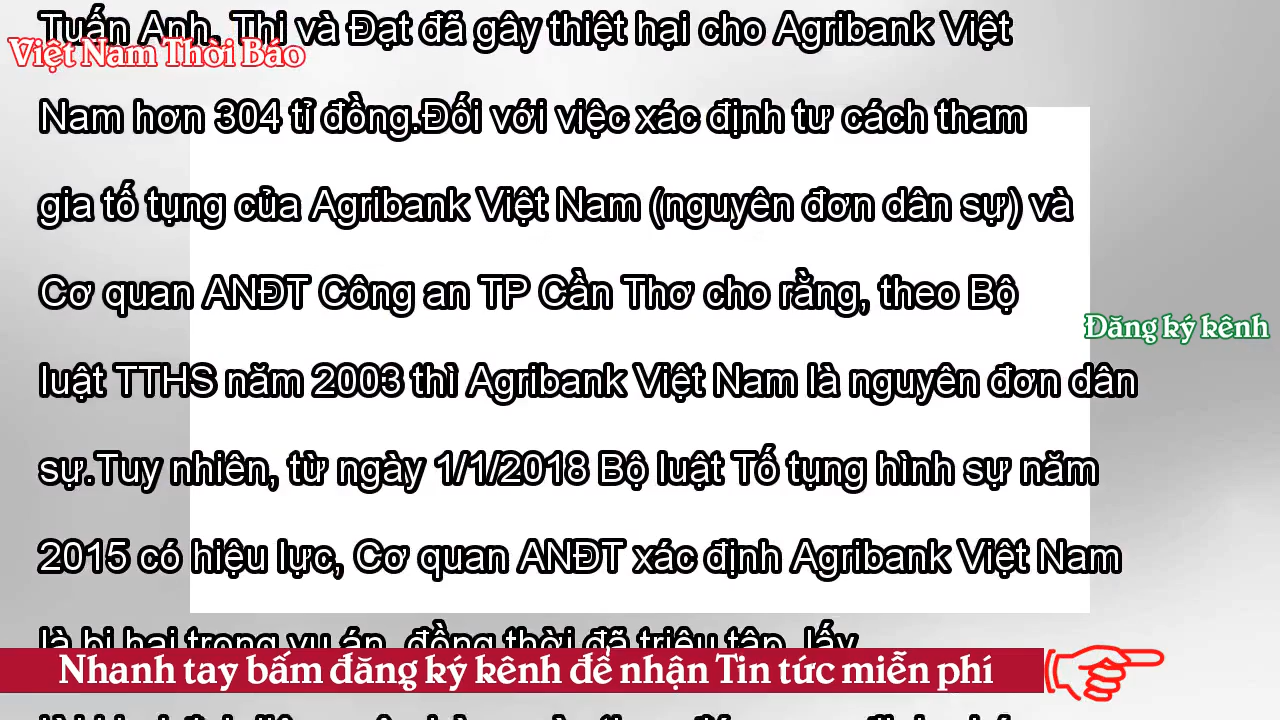 Tuấn Anh, Thi và Đạt đã gây thiệt hại cho Agribank Việt
Việt Nam Thời Báo
Nam hơn 304 tỉ đồng.Đối với việc xác định tư cách tham
gia tố tụng của Agribank Việt Nam (nguyên đơn dân sự) và
Cơ quan ANĐT Công an TP Cần Thơ cho rằng, theo Bộ
Đăng ký kênh
luật TTHS năm 2003 thì Agribank Việt Nam là nguyên đơn dân
sự.Tuy nhiên, từ ngày 1/1/2018 Bộ luật Tố tụng hình sự năm
2015 có hiệu lực, Cơ quan ANĐT xác định Agribank Việt Nam
là bị hại trong vụ án, đồng thời đã triệu tập, lấy
Nhanh tay bấm đăng ký kênh để nhận Tin tức miễn phí